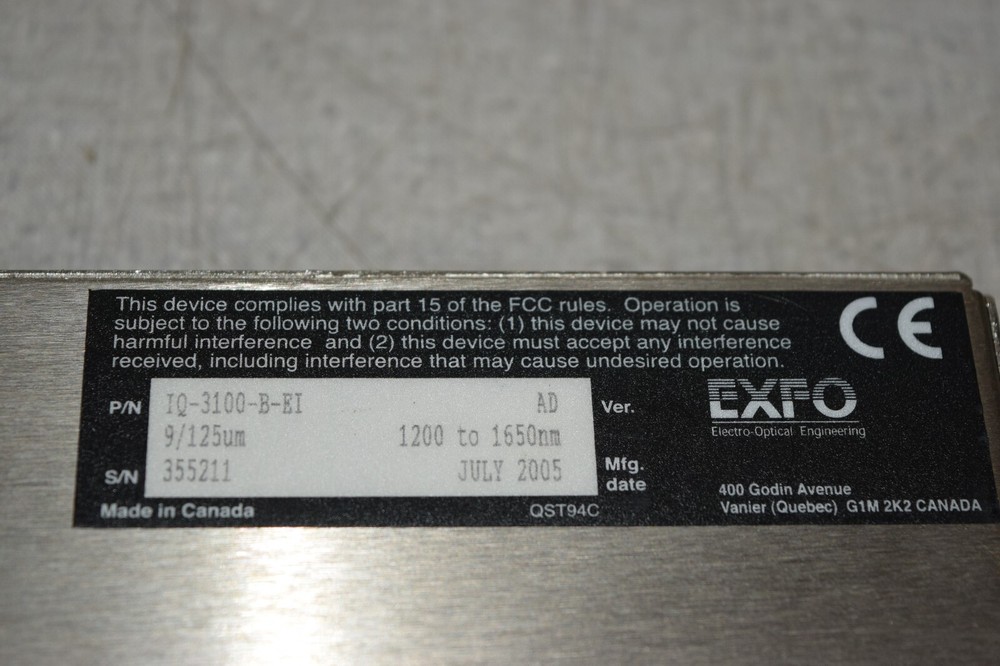 This device complies with part 15 of the FCC rules. Operation is
subject to the following two conditions: (1) this device may not cause
harmful interference and (2) this device must accept any interference
received, including interference that may cause undesired operation.
CE
P/N IQ-3100-B-EI AD Ver.
9/125um 1200 to 1650nm
S/N 355211 JULY 2005 Mfg. date
Made in Canada QST94C
EXFO
Electro-Optical Engineering
400 Godin Avenue
Vanier (Quebec) G1M 2K2 CANADA